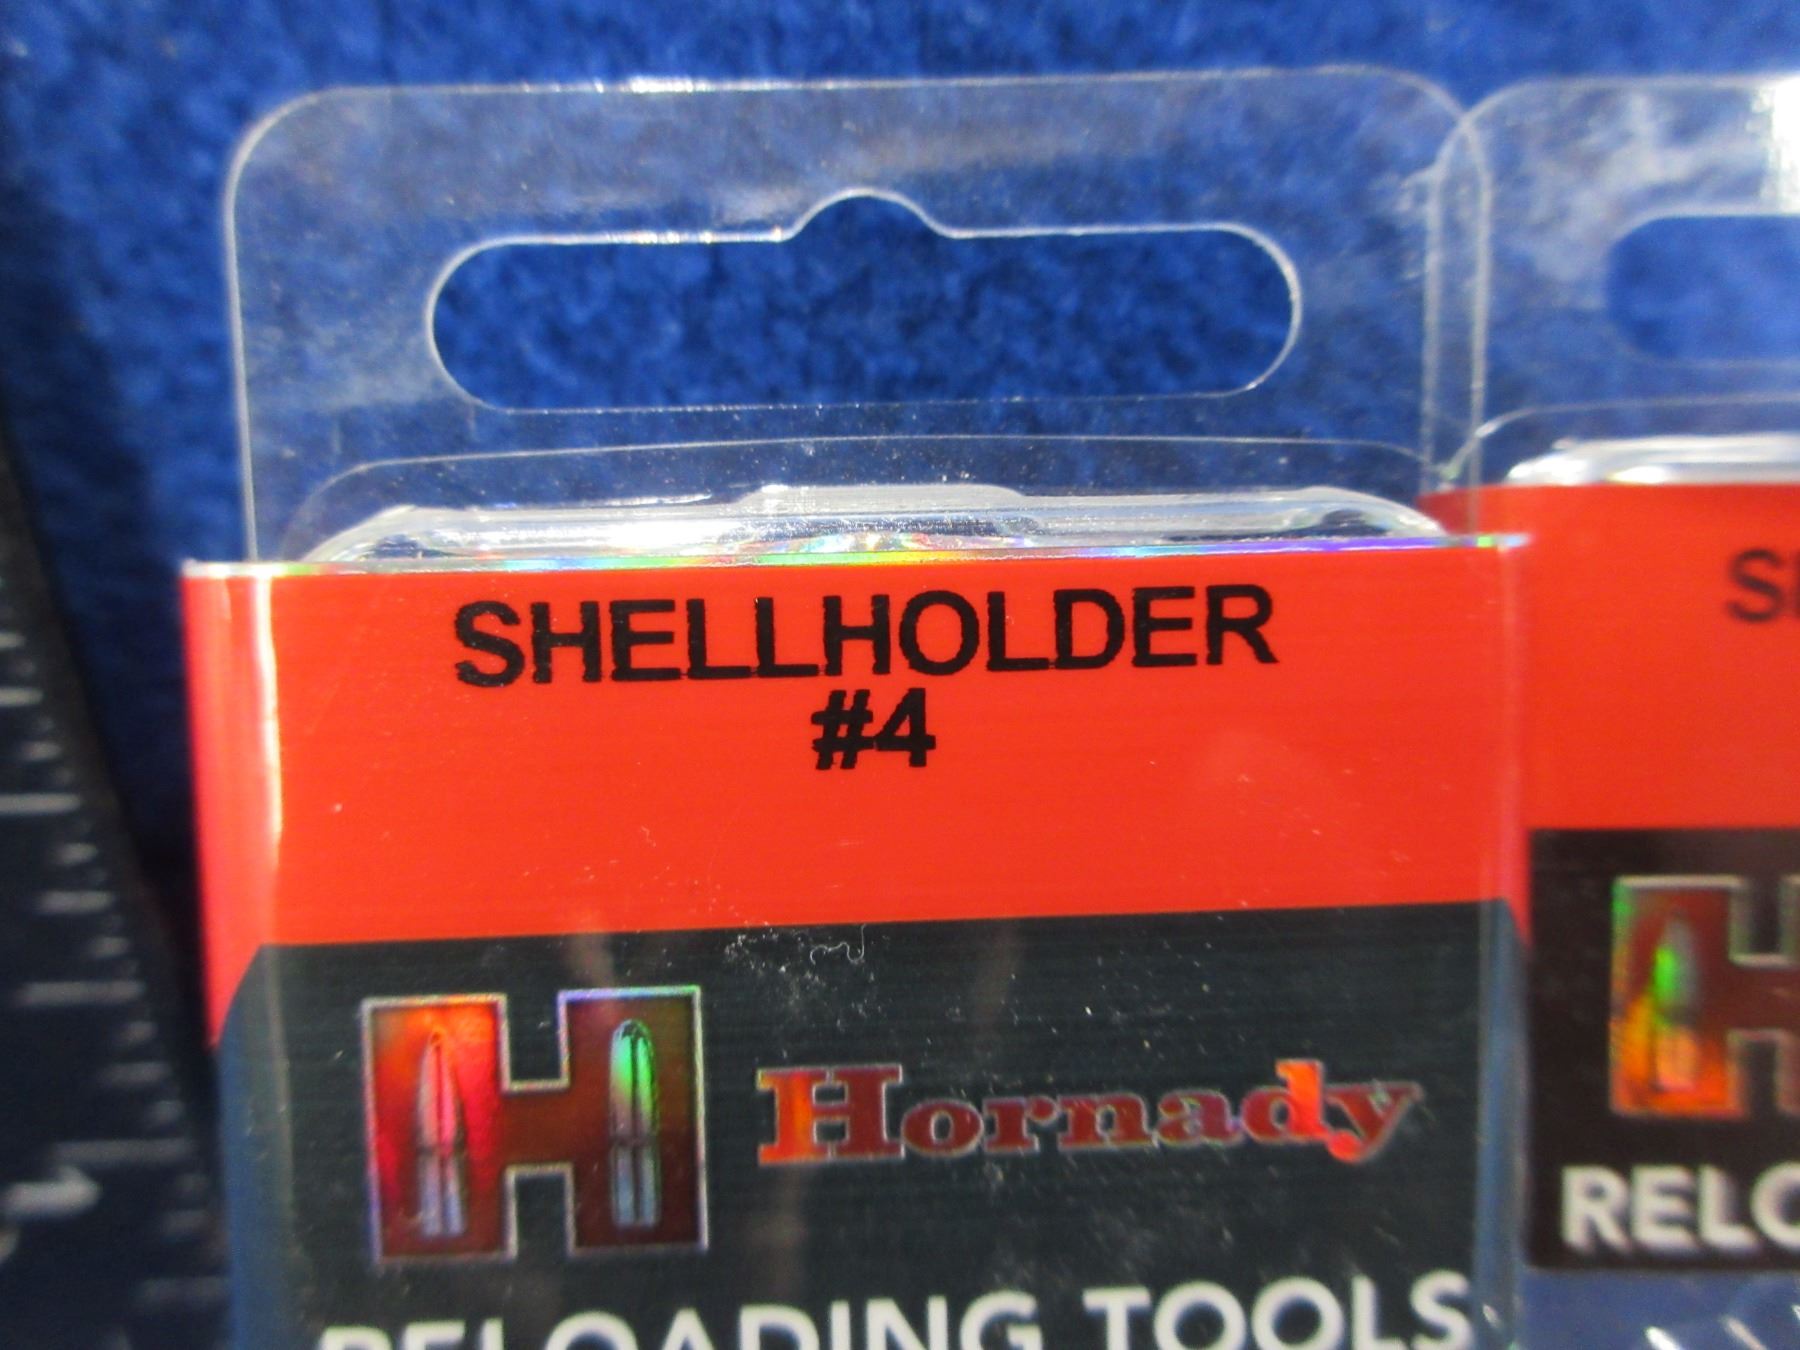 SHELLHOLDER
#4
H Hornady
RELOADING TOOLS